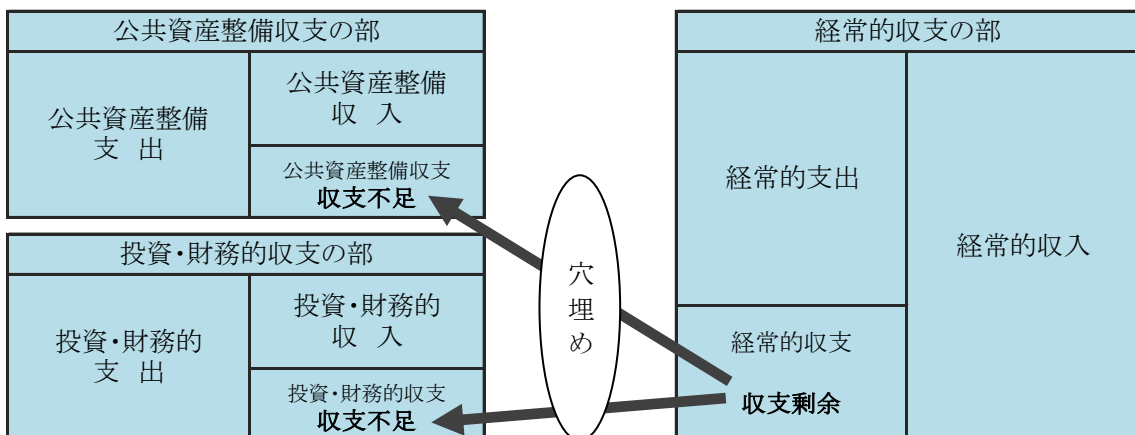 公共資産整備収支の部
公共資産整備
支 出
公共資産整備
収 入
公共資産整備収支
収支不足
投資・財務的収支の部
投資・財務的
支 出
投資・財務的
収 入
投資・財務的収支
収支不足
穴
埋
め
経常的収支の部
経常的支出
経常的収支
収支剰余
経常的収入